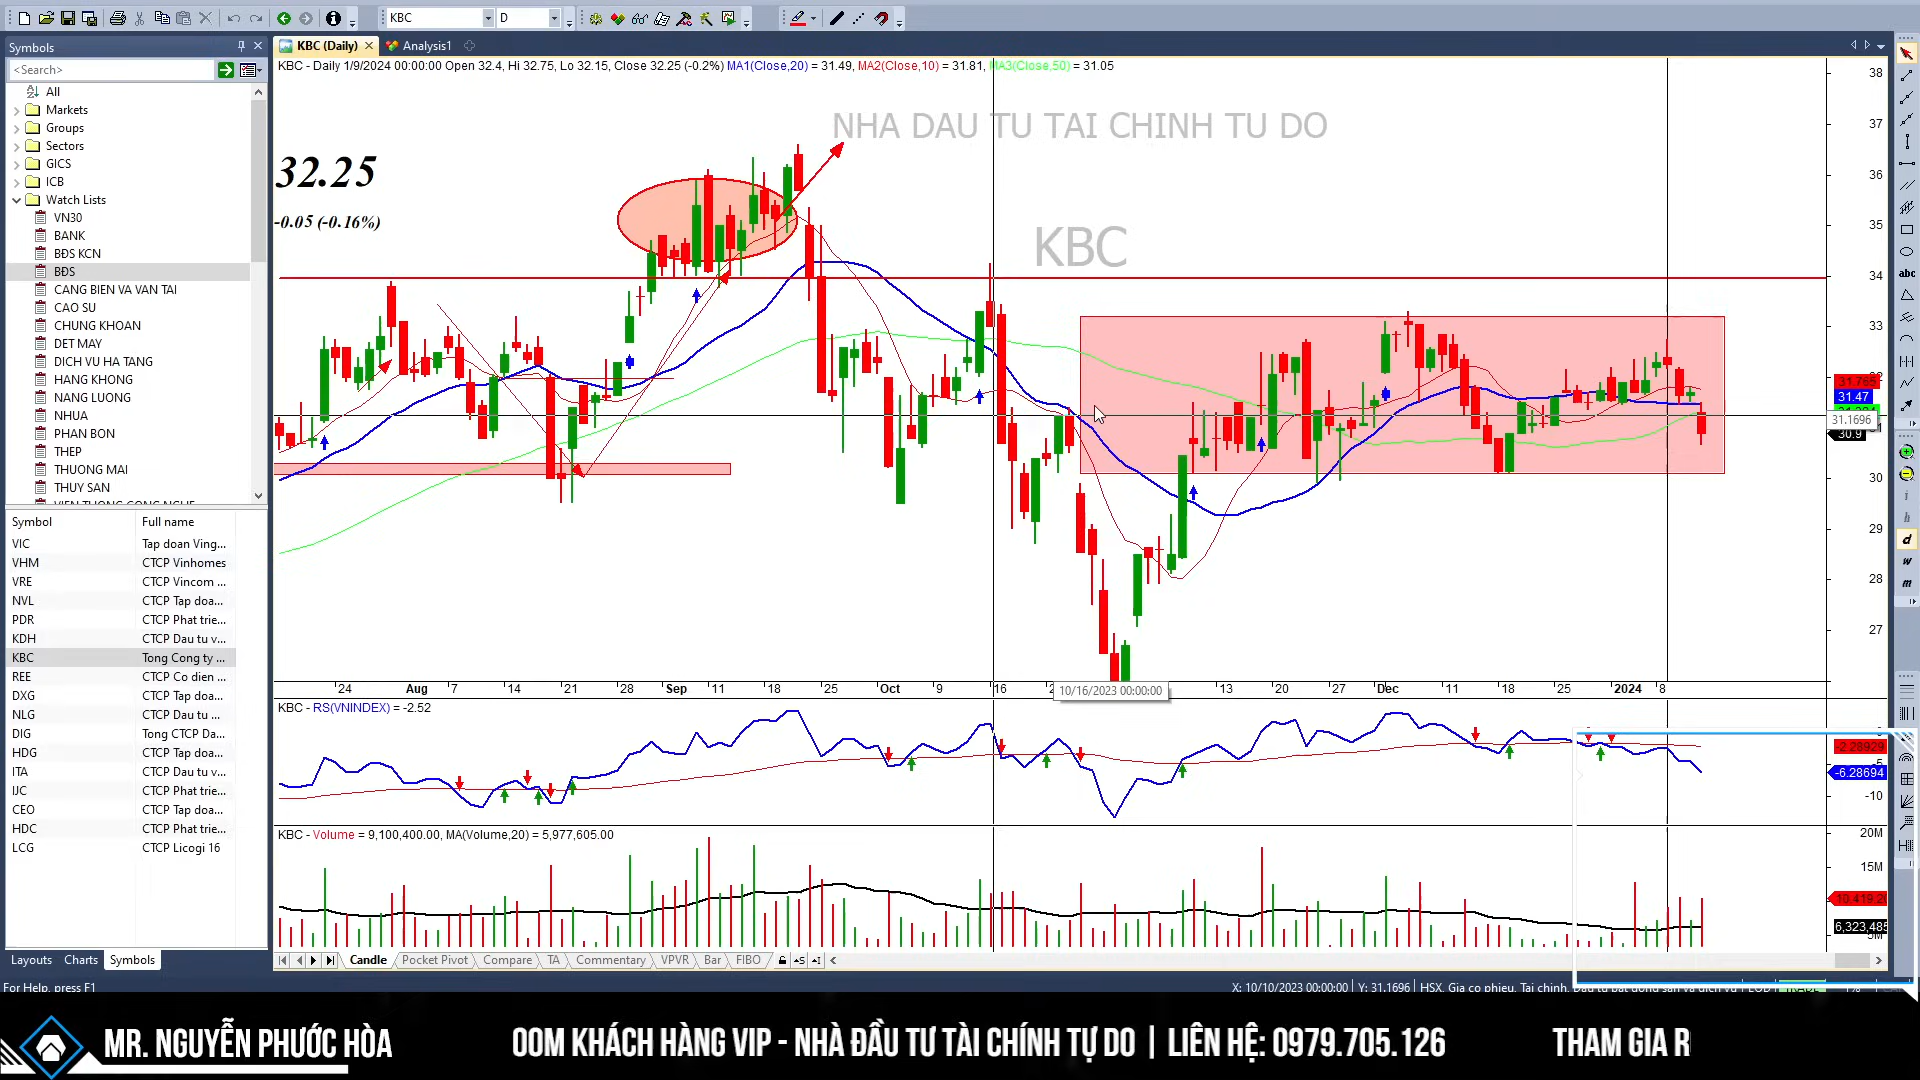 KBC
D
Symbols
KBC (Daily)
Analysis1
<Search>
KBC - Daily 1/9/2024 00:00:00 Open 32.4, Hi 32.75, Lo 32.15, Close 32.25 (-0.2%) MA1(Close,20) = 31.49, MA2(Close,10) = 31.81, MA3(Close,50) = 31.05
All
Markets
Groups
Sectors
GICS
ICB
Watch Lists
VN30
BANK
BĐS KCN
BĐS
CANG BIEN VA VAN TAI
CAO SU
CHUNG KHOAN
DET MAY
DICH VU HA TANG
HANG KHONG
NANG LUONG
NHUA
PHAN BON
THEP
THUONG MAI
THUY SAN
Symbol Full name
VIC Tap doan Ving...
VHM CTCP Vinhomes
VRE CTCP Vincom ...
NVL CTCP Tap doa...
PDR CTCP Phat trie...
KDH CTCP Dau tu v...
KBC Tong Cong ty ...
REE CTCP Co dien ...
DXG CTCP Tap doa...
NLG CTCP Dau tu ...
DIG Tong CTCP Da...
HDG CTCP Tap doa...
ITA CTCP Dau tu v...
IJC CTCP Phat trie...
CEO CTCP Tap doa...
HDC CTCP Phat trie...
LCG CTCP Licogi 16
Layouts Charts Symbols
For Help, press F1
NHA DAU TU TAI CHINH TU DO
KBC
32.25
-0.05 (-0.16%)
38
37
36
35
34
33
31.47
31.1696
30.9
30
29
28
27
24 Aug 7 14 21 28 Sep 11 18 25 Oct 9 16 10/16/2023 00:00:00 13 20 27 Dec 11 18 25 2024 8
KBC - RS(VNINDEX) = -2.52
-2.28929
-6.28694
-10
KBC - Volume = 9,100,400.00, MA(Volume,20) = 5,977,605.00
20M
15M
6,323,485
Candle Pocket Pivot Compare TA Commentary VPVR Bar VPVR FIBO
X: 10/10/2023 00:00:00 Y: 31.1696 HSX, Gia co phieu, Tai chinh,
abc
d
w
m
MR. NGUYỄN PHƯỚC HÒA
OOM KHÁCH HÀNG VIP - NHÀ ĐẦU TƯ TÀI CHÍNH TỰ DO | LIÊN HỆ: 0979.705.126
THAM GIA R